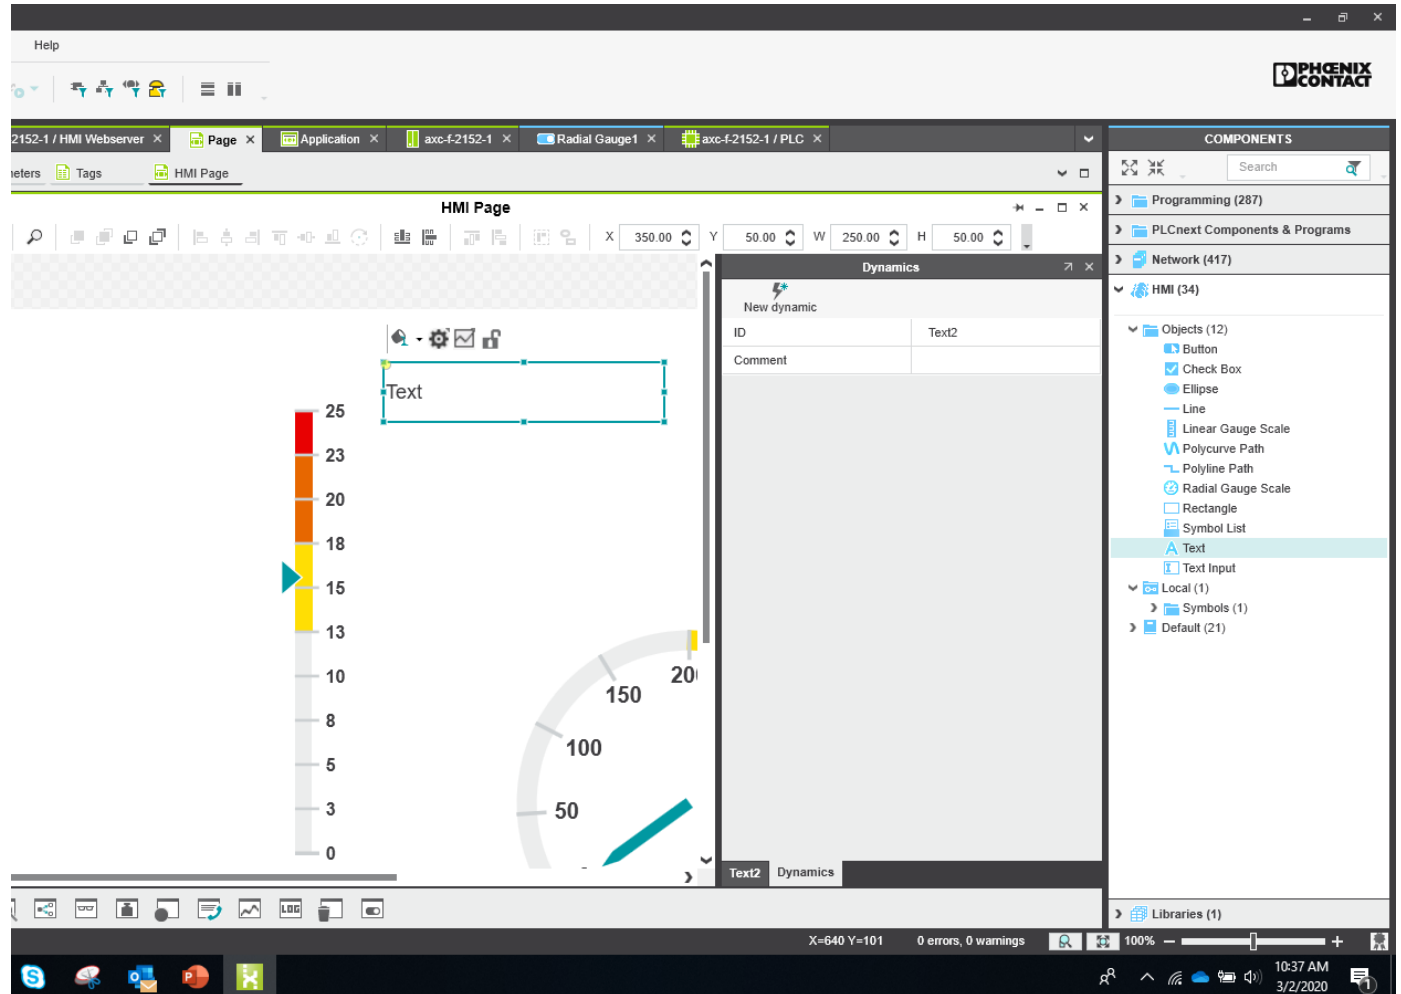 Help
PHŒNIX
CONTACT
2152-1 / HMI Webserver
Page
Application
axc-f-2152-1
Radial Gauge1
axc-f-2152-1 / PLC
COMPONENTS
Tags
HMI Page
Search
HMI Page
Programming (287)
X 350.00 Y 50.00 W 250.00 H 50.00
PLCnext Components & Programs
Dynamics
Network (417)
New dynamic
HMI (34)
ID Text2
Comment
Objects (12)
Button
Check Box
Ellipse
Line
Linear Gauge Scale
Polycurve Path
Polyline Path
Radial Gauge Scale
Rectangle
Symbol List
Text
Text Input
Local (1)
Symbols (1)
Default (21)
Text
25
23
20
18
15
13
10
8
5
3
0
200
150
100
50
Text2 Dynamics
LOG
Libraries (1)
X=640 Y=101 0 errors, 0 warnings 100%
10:37 AM
3/2/2020
1